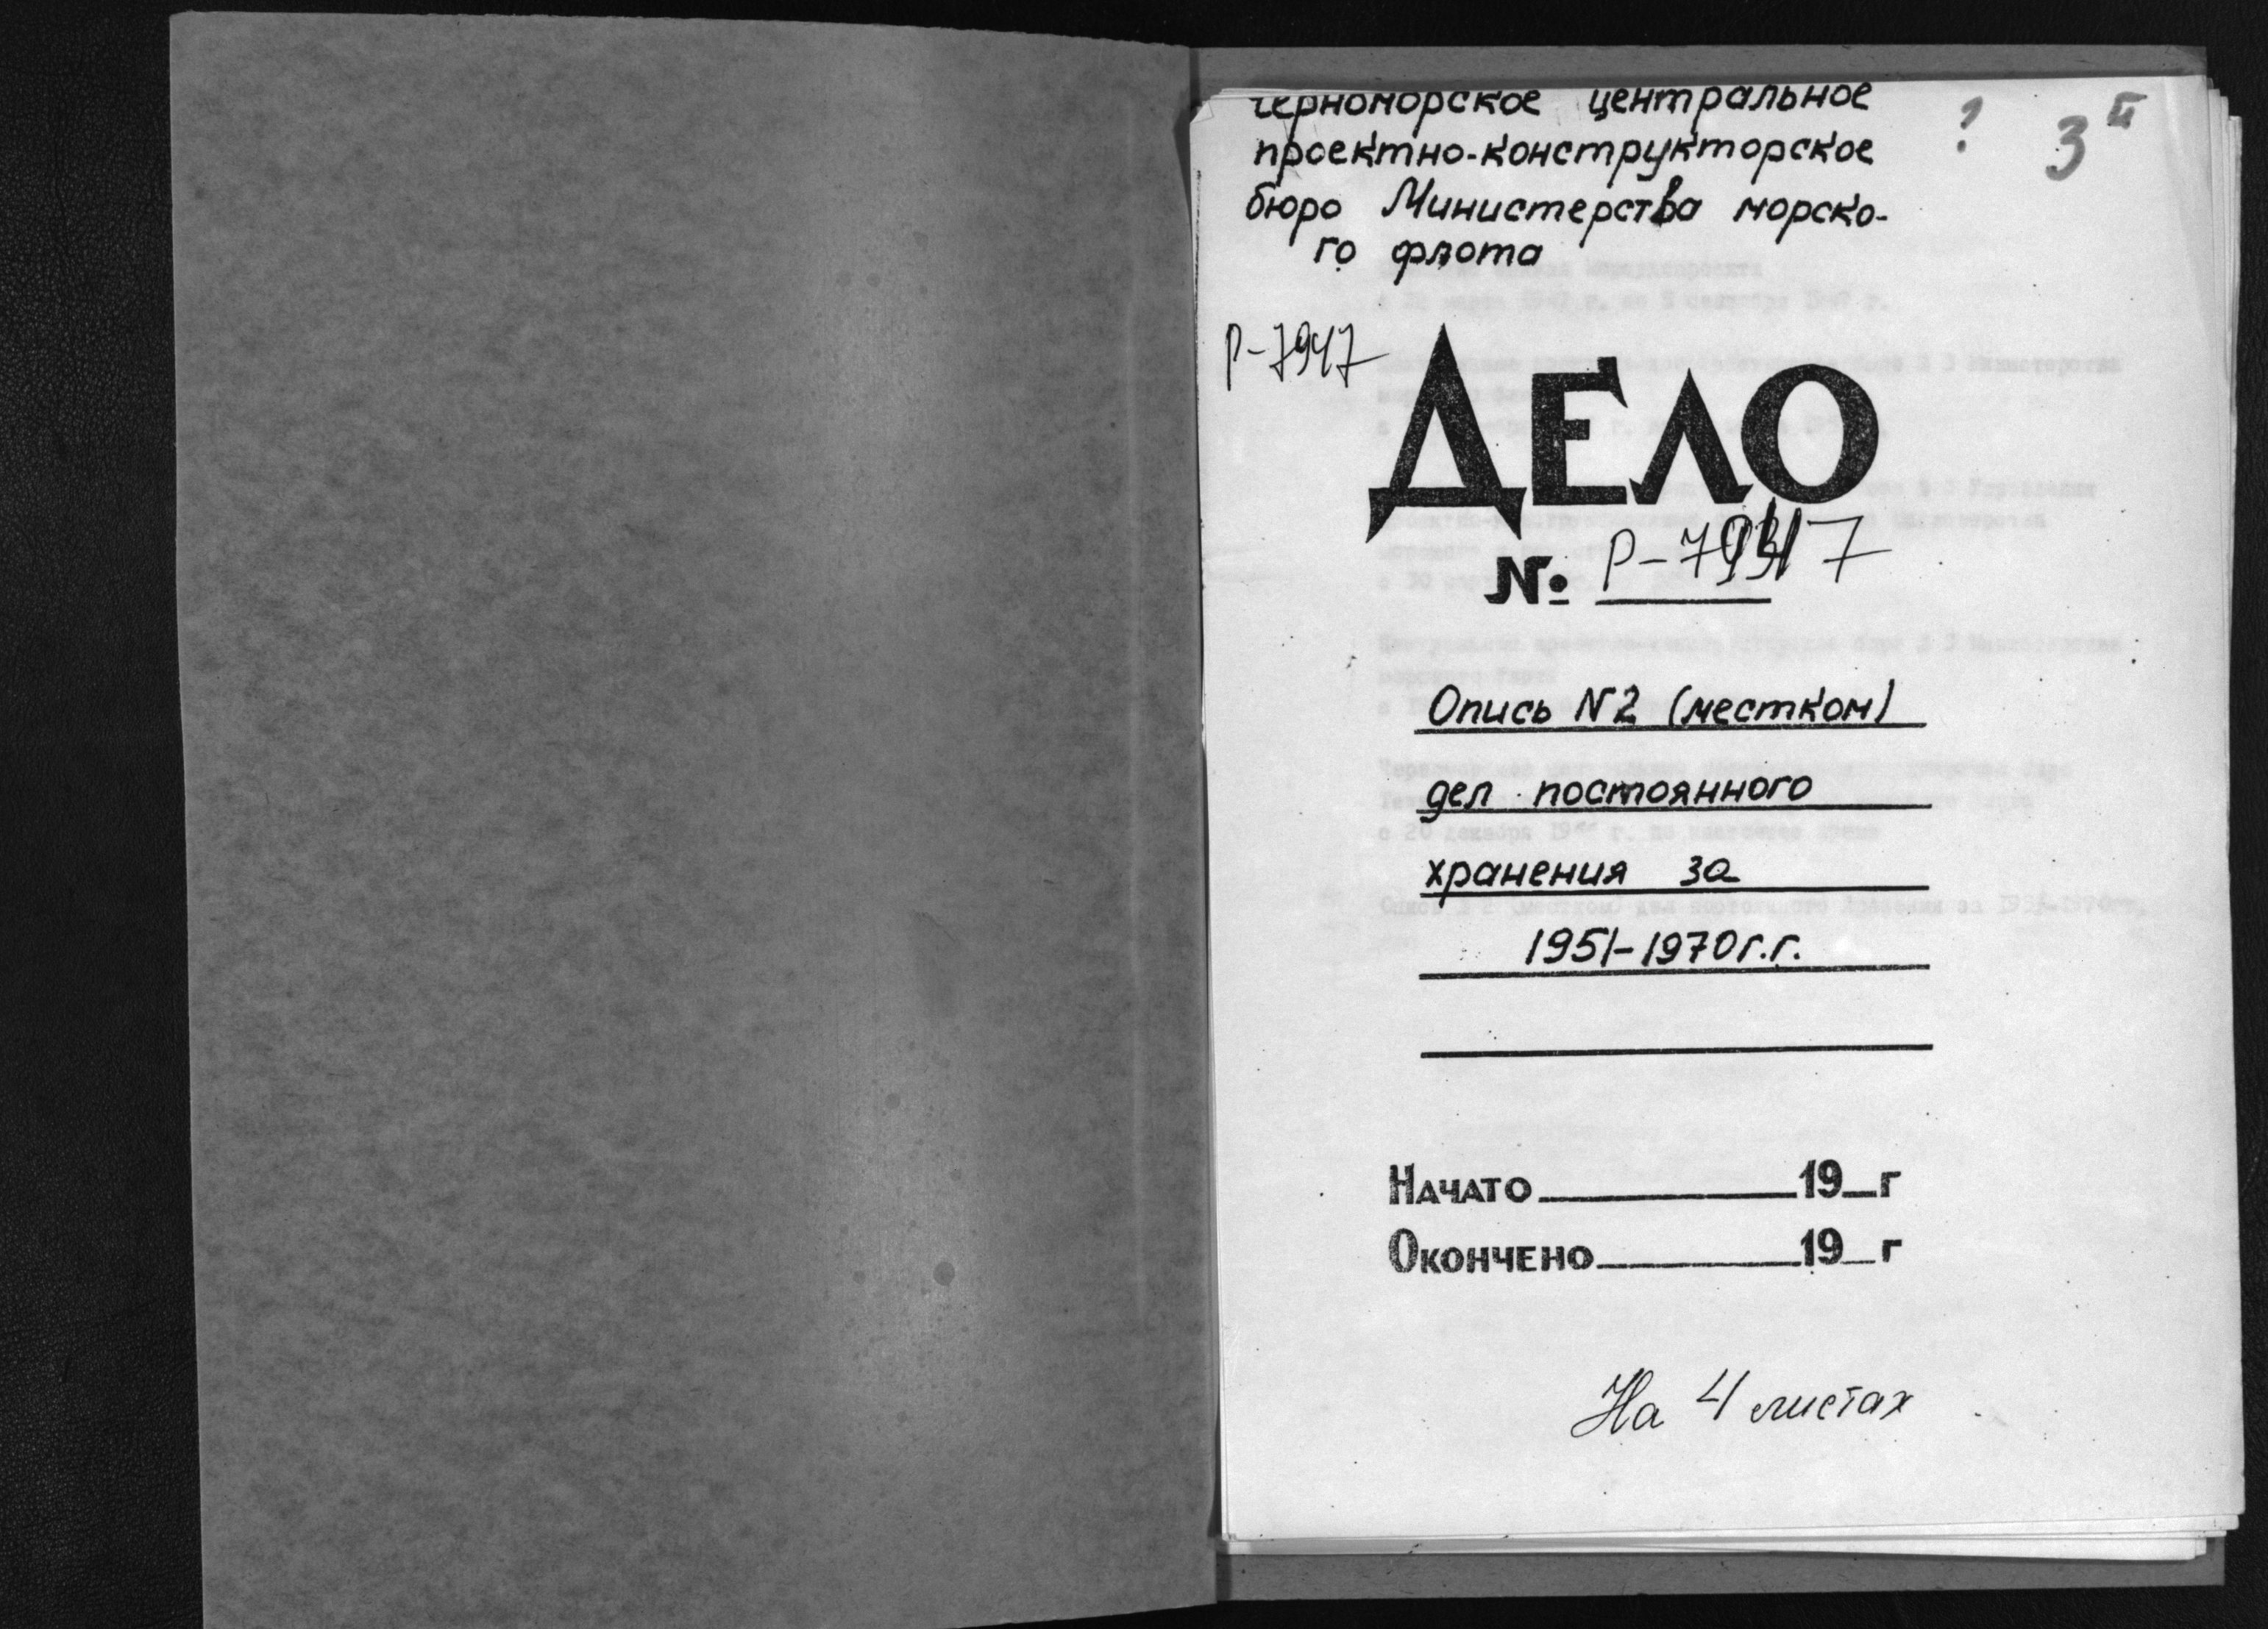 Черноморское центральное
проектно-конструкторское
бюро Министерства морско-
го флота
? 3
Р-7947
ДЕЛО
№ Р-7947
Опись N2 (местком)
дел постоянного
хранения за
1951-1970г.г.
Начато 19 г
Окончено 19 г
На 4 листах